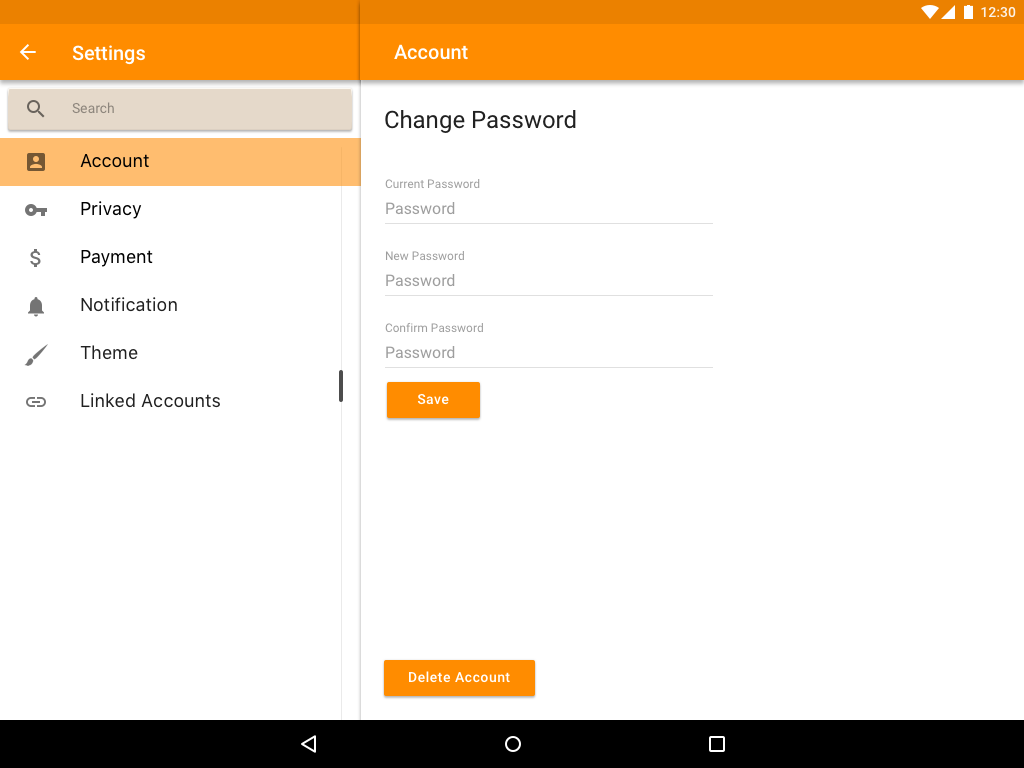 12:30
Settings
Account
Search
Account
Privacy
Payment
Notification
Theme
Linked Accounts
Change Password
Current Password
Password
New Password
Password
Confirm Password
Password
Save
Delete Account